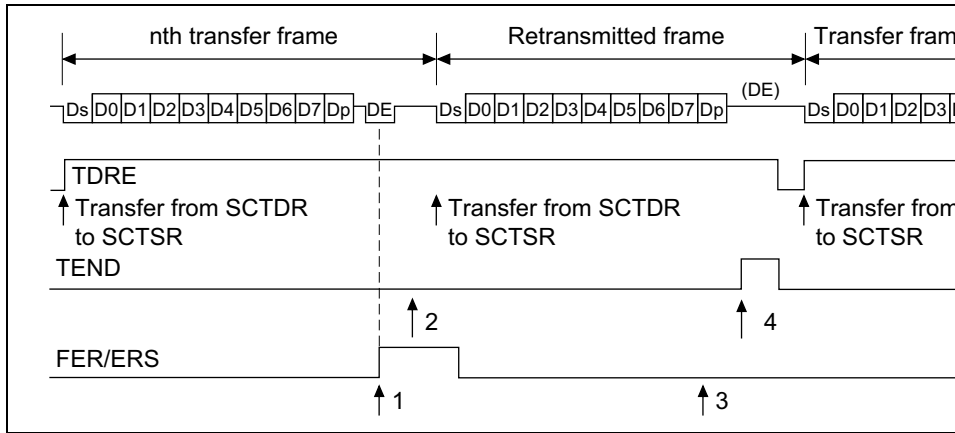 nth transfer frame
Retransmitted frame
Transfer fram
(DE)
Ds D0 D1 D2 D3 D4 D5 D6 D7 Dp DE
Ds D0 D1 D2 D3 D4 D5 D6 D7 Dp
Ds D0 D1 D2 D3
TDRE
Transfer from SCTDR
to SCTSR
Transfer from SCTDR
to SCTSR
Transfer from
to SCTSR
TEND
2
4
FER/ERS
1
3